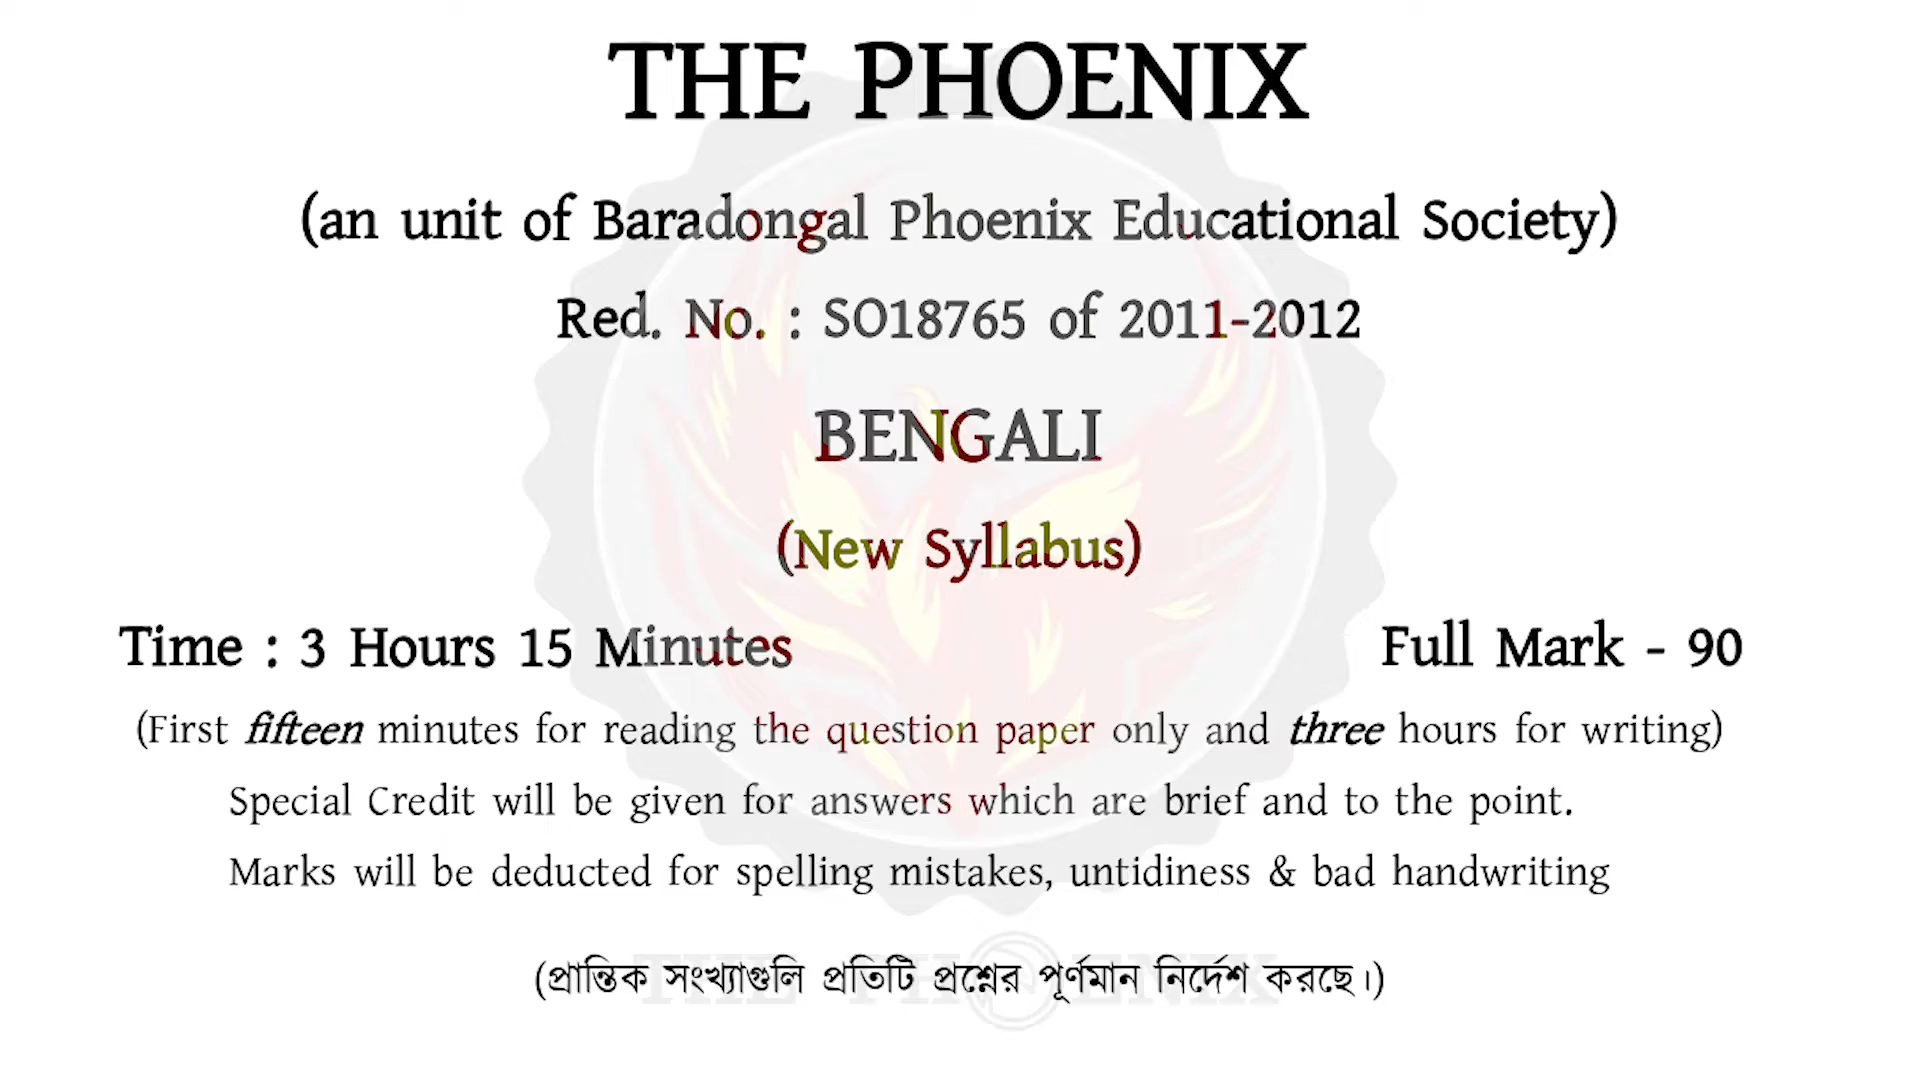 THE PHOENIX
(an unit of Baradongal Phoenix Educational Society)
Red. No. : SO18765 of 2011-2012
BENGALI
(New Syllabus)
Time : 3 Hours 15 Minutes Full Mark - 90
(First fifteen minutes for reading the question paper only and three hours for writing)
Special Credit will be given for answers which are brief and to the point.
Marks will be deducted for spelling mistakes, untidiness & bad handwriting
(প্রান্তিক সংখ্যাগুলি প্রতিটি প্রশ্নের পূর্ণমান নির্দেশ করছে।)
THE PHOENIX